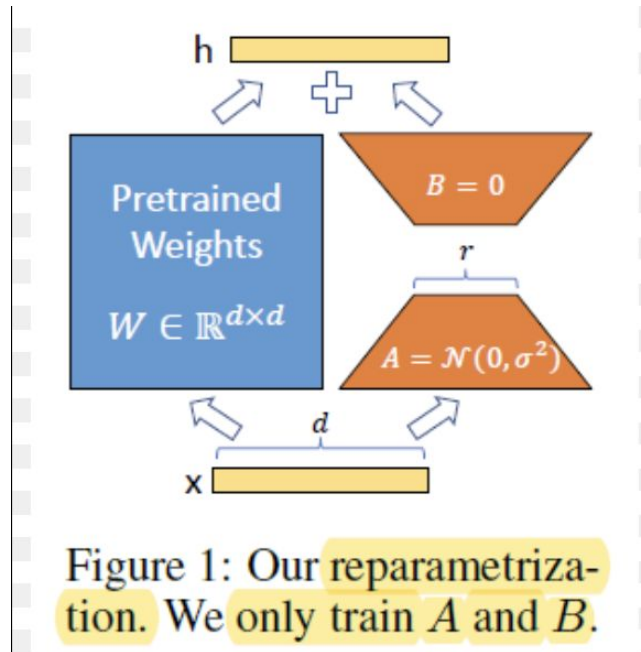 h
Pretrained
Weights
W ∈ ℝ^{d×d}
B = 0
r
A = 𝒩(0, σ²)
d
x
Figure 1: Our reparametriza-
tion. We only train A and B.